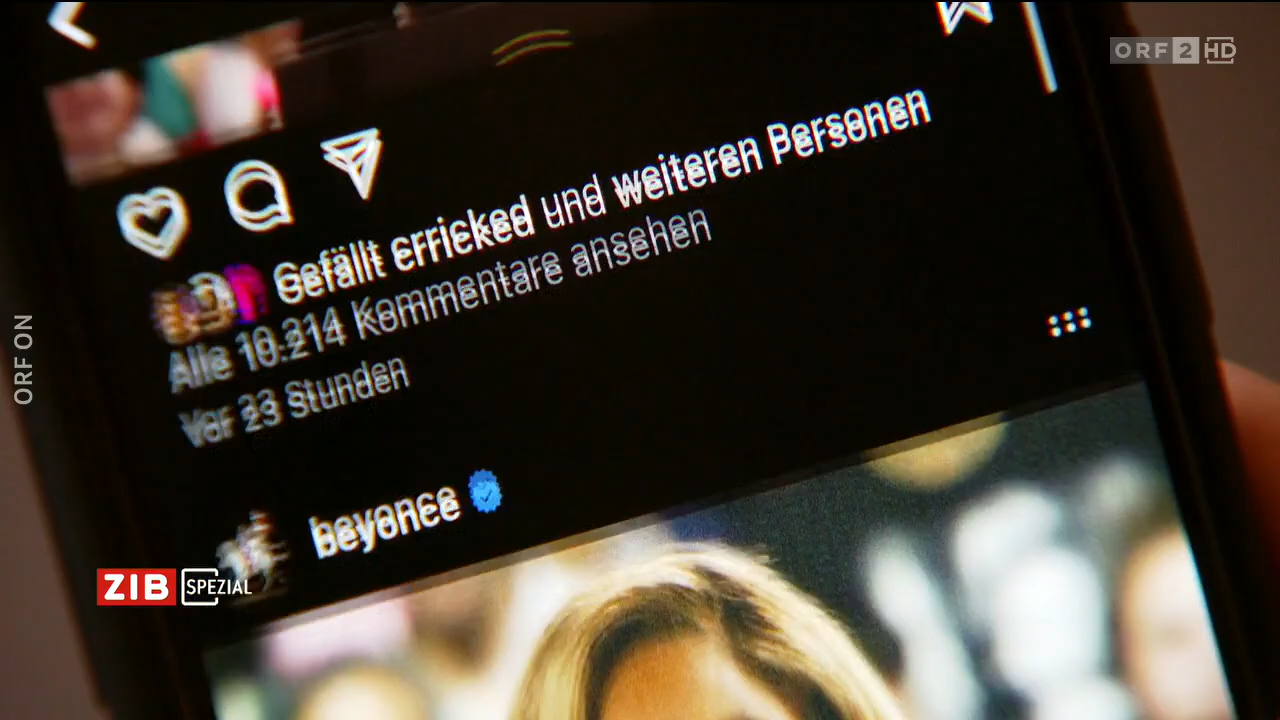 ORF 2 HD
Gefällt erricked und weiteren Personen
Alle 10.214 Kommentare ansehen
Vor 23 Stunden
beyonce
ZIB SPEZIAL
ORF ON